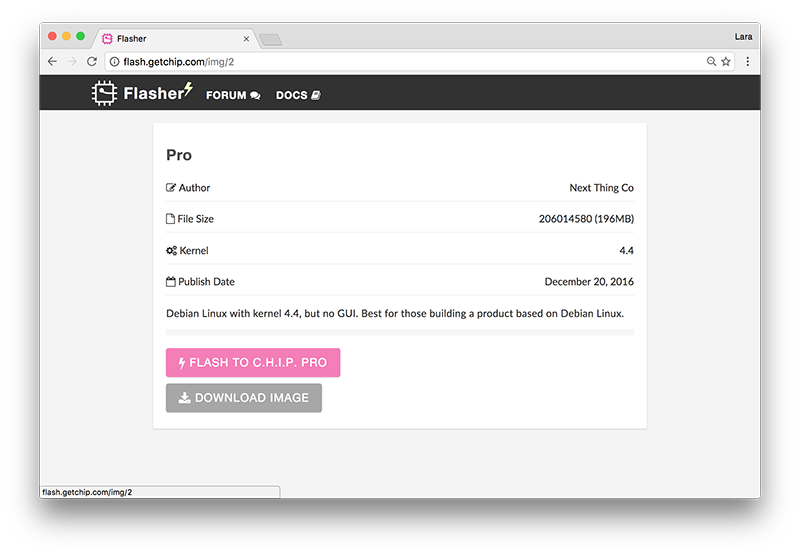 Flasher
Lara
flash.getchip.com/img/2
Flasher FORUM DOCS
Pro
Author Next Thing Co
File Size 206014580 (196MB)
Kernel 4.4
Publish Date December 20, 2016
Debian Linux with kernel 4.4, but no GUI. Best for those building a product based on Debian Linux.
FLASH TO C.H.I.P. PRO
DOWNLOAD IMAGE
flash.getchip.com/img/2